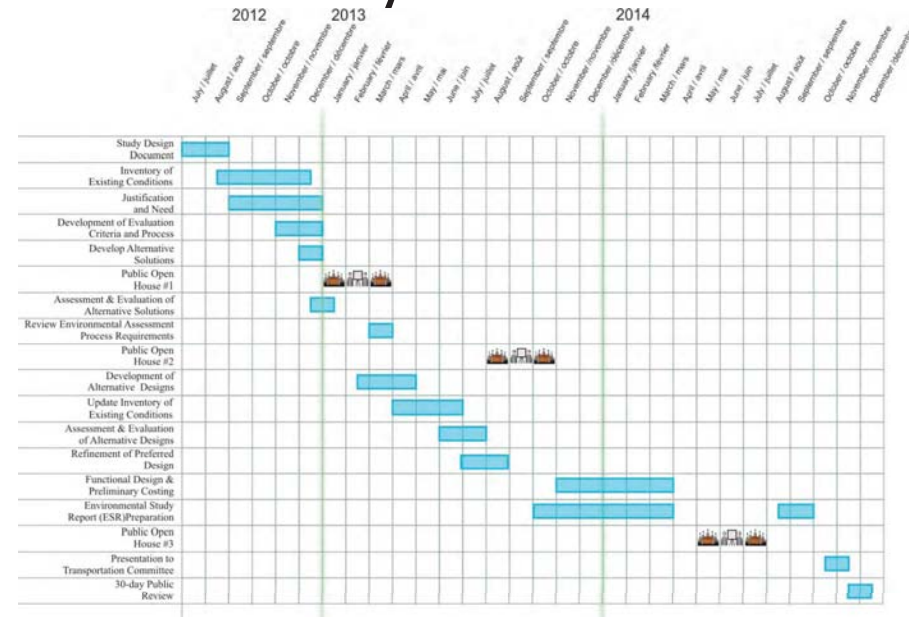 2012 2013 2014
July / juillet
August / août
September / septembre
October / octobre
November / novembre
December / décembre
January / janvier
February / février
March / mars
April / avril
May / mai
June / juin
July / juillet
August / août
September / septembre
October / octobre
November / novembre
December /décembre
January /janvier
February /février
March / mars
April / avril
May / mai
June / juin
July / juillet
August / août
September / septembre
October / octobre
November /novembre
December /décembre
Study Design
Document
Inventory of
Existing Conditions
Justification
and Need
Development of Evaluation
Criteria and Process
Develop Alternative
Solutions
Public Open
House #1
Assessment & Evaluation of
Alternative Solutions
Review Environmental Assessment
Process Requirements
Public Open
House #2
Development of
Alternative Designs
Update Inventory of
Existing Conditions
Assessment & Evaluation
of Alternative Designs
Refinement of Preferred
Design
Functional Design &
Preliminary Costing
Environmental Study
Report (ESR)Preparation
Public Open
House #3
Presentation to
Transportation Committee
30-day Public
Review